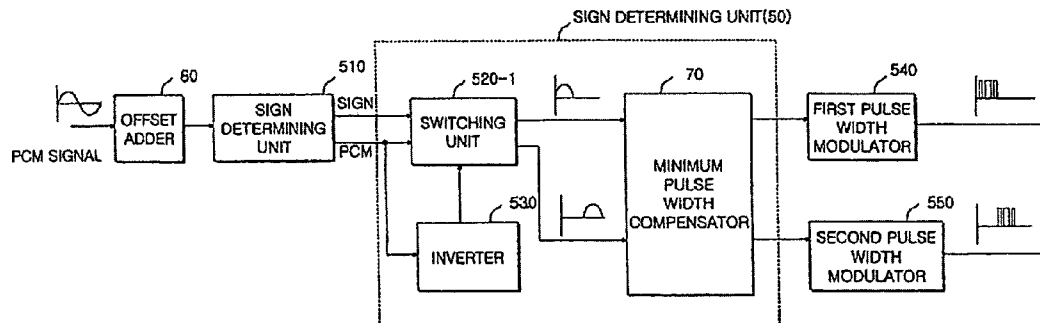 SIGN DETERMINING UNIT(50)
60
510
520-1
70
540
SIGN
PCM
PCM SIGNAL
OFFSET
ADDER
SIGN
DETERMINING
UNIT
SWITCHING
UNIT
MINIMUM
PULSE
WIDTH
COMPENSATOR
FIRST PULSE
WIDTH
MODULATOR
530
INVERTER
550
SECOND PULSE
WIDTH
MODULATOR